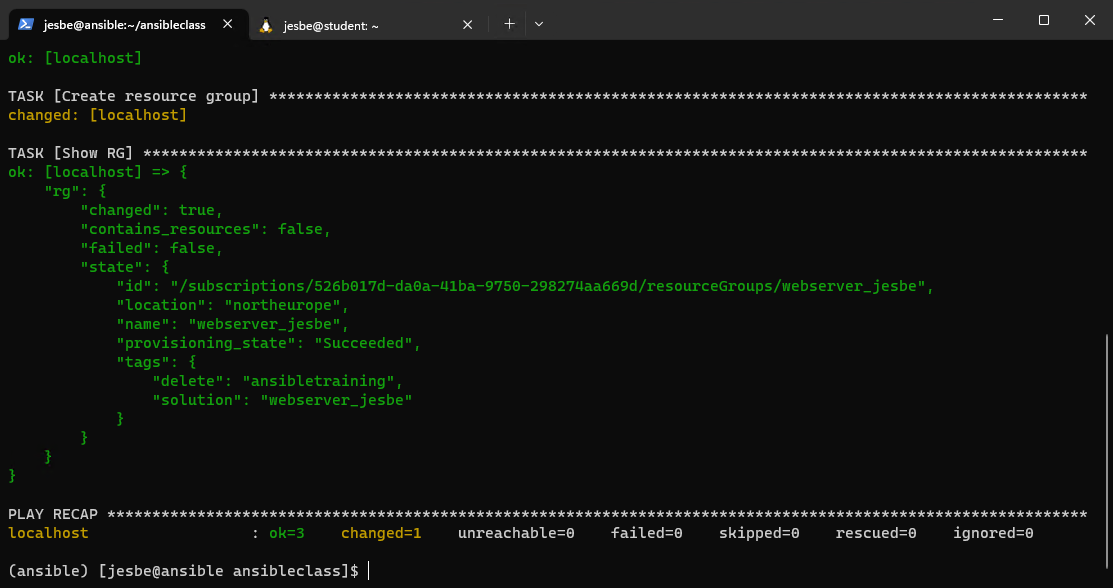 jesbe@ansible:~/ansibleclass
jesbe@student: ~
ok: [localhost]
TASK [Create resource group] *******************************************************************************************
changed: [localhost]
TASK [Show RG] *********************************************************************************************************
ok: [localhost] => {
    "rg": {
        "changed": true,
        "contains_resources": false,
        "failed": false,
        "state": {
            "id": "/subscriptions/526b017d-da0a-41ba-9750-298274aa669d/resourceGroups/webserver_jesbe",
            "location": "northeurope",
            "name": "webserver_jesbe",
            "provisioning_state": "Succeeded",
            "tags": {
                "delete": "ansibletraining",
                "solution": "webserver_jesbe"
            }
        }
    }
}
PLAY RECAP *************************************************************************************************************
localhost                  : ok=3    changed=1    unreachable=0    failed=0    skipped=0    rescued=0    ignored=0
(ansible) [jesbe@ansible ansibleclass]$